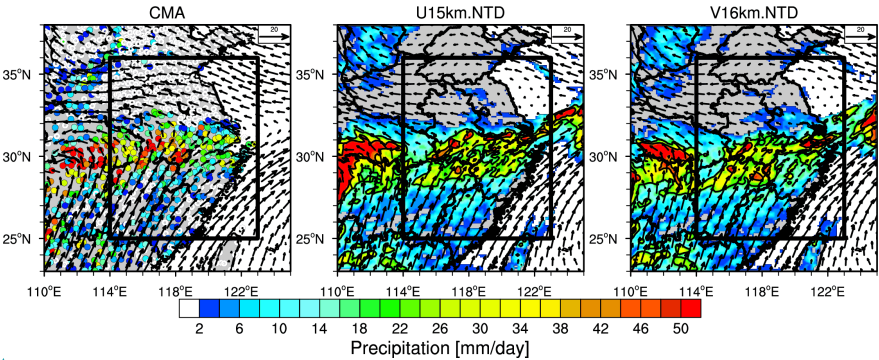 CMA U15km.NTD V16km.NTD
20 20 20
35°N 35°N 35°N
30°N 30°N 30°N
25°N 25°N 25°N
110°E 114°E 118°E 122°E 110°E 114°E 118°E 122°E 110°E 114°E 118°E 122°E
2 6 10 14 18 22 26 30 34 38 42 46 50
Precipitation [mm/day]